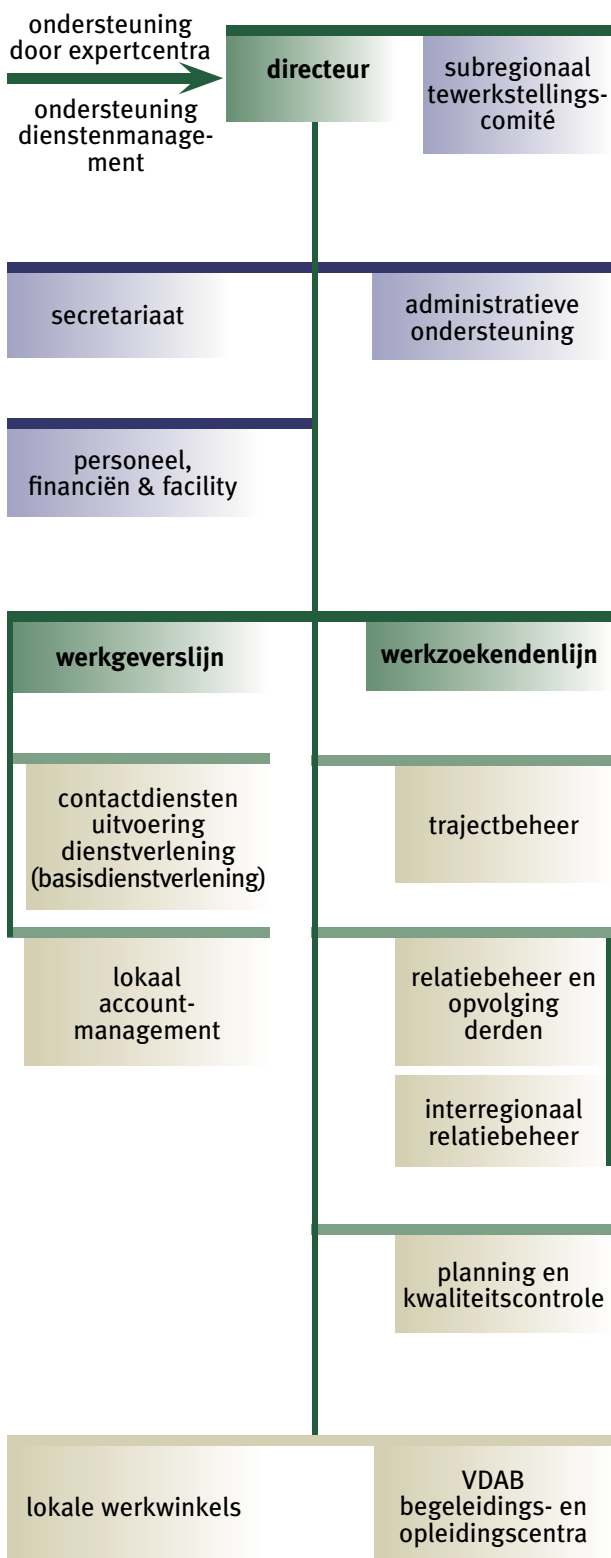 ondersteuning
door expertcentra
ondersteuning
dienstenmanage-
ment
directeur
subregionaal
tewerkstellings-
comité
secretariaat
administratieve
ondersteuning
personeel,
financiën & facility
werkgeverslijn
werkzoekendenlijn
contactdiensten
uitvoering
dienstverlening
(basisdienstverlening)
trajectbeheer
lokaal
account-
management
relatiebeheer en
opvolging
derden
interregionaal
relatiebeheer
planning en
kwaliteitscontrole
lokale werkwinkels
VDAB
begeleidings- en
opleidingscentra